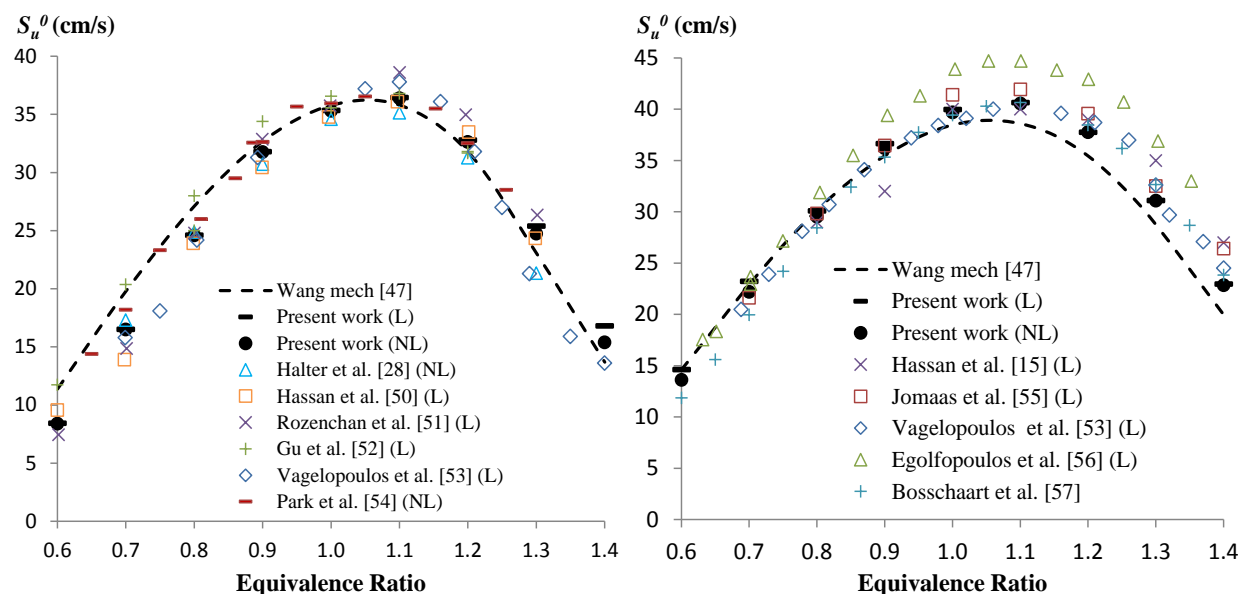 S_u^0 (cm/s)
40
35
30
25
20
15
10
5
0
0.6 0.7 0.8 0.9 1.0 1.1 1.2 1.3 1.4
Equivalence Ratio
Wang mech [47]
Present work (L)
Present work (NL)
Halter et al. [28] (NL)
Hassan et al. [50] (L)
Rozenchan et al. [51] (L)
Gu et al. [52] (L)
Vagelopoulos et al. [53] (L)
Park et al. [54] (NL)
S_u^0 (cm/s)
45
40
35
30
25
20
15
10
5
0
0.6 0.7 0.8 0.9 1.0 1.1 1.2 1.3 1.4
Equivalence Ratio
Wang mech [47]
Present work (L)
Present work (NL)
Hassan et al. [15] (L)
Jomaas et al. [55] (L)
Vagelopoulos et al. [53] (L)
Egolfopoulos et al. [56] (L)
Bosschaart et al. [57]